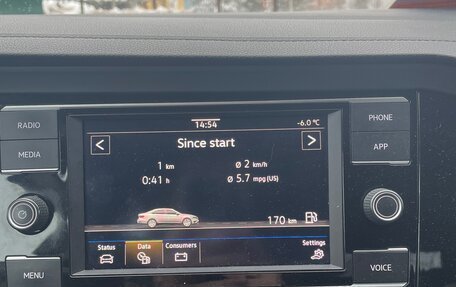 RADIO
MEDIA
MENU
14:54
-6.0 °C
<
Since start
>
1 km
Ø 2 km/h
0:41 h
Ø 5.7 mpg (US)
170 km
Status
Data
Consumers
Settings
PHONE
APP
VOICE